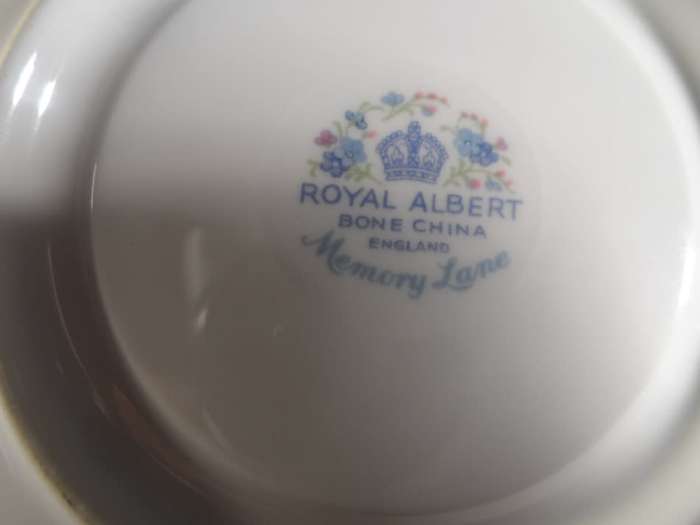 ROYAL ALBERT
BONE CHINA
ENGLAND
Memory Lane